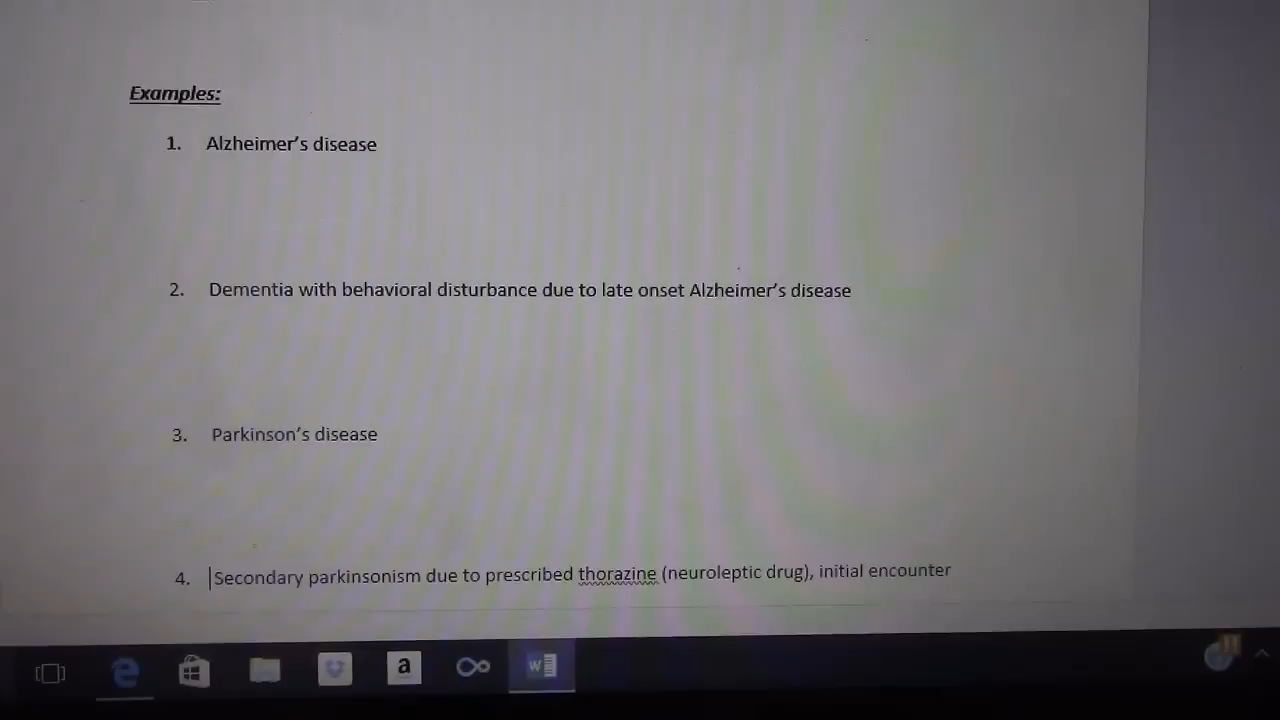 Examples:
1. Alzheimer's disease
2. Dementia with behavioral disturbance due to late onset Alzheimer's disease
3. Parkinson's disease
4. Secondary parkinsonism due to prescribed thorazine (neuroleptic drug), initial encounter
a
W